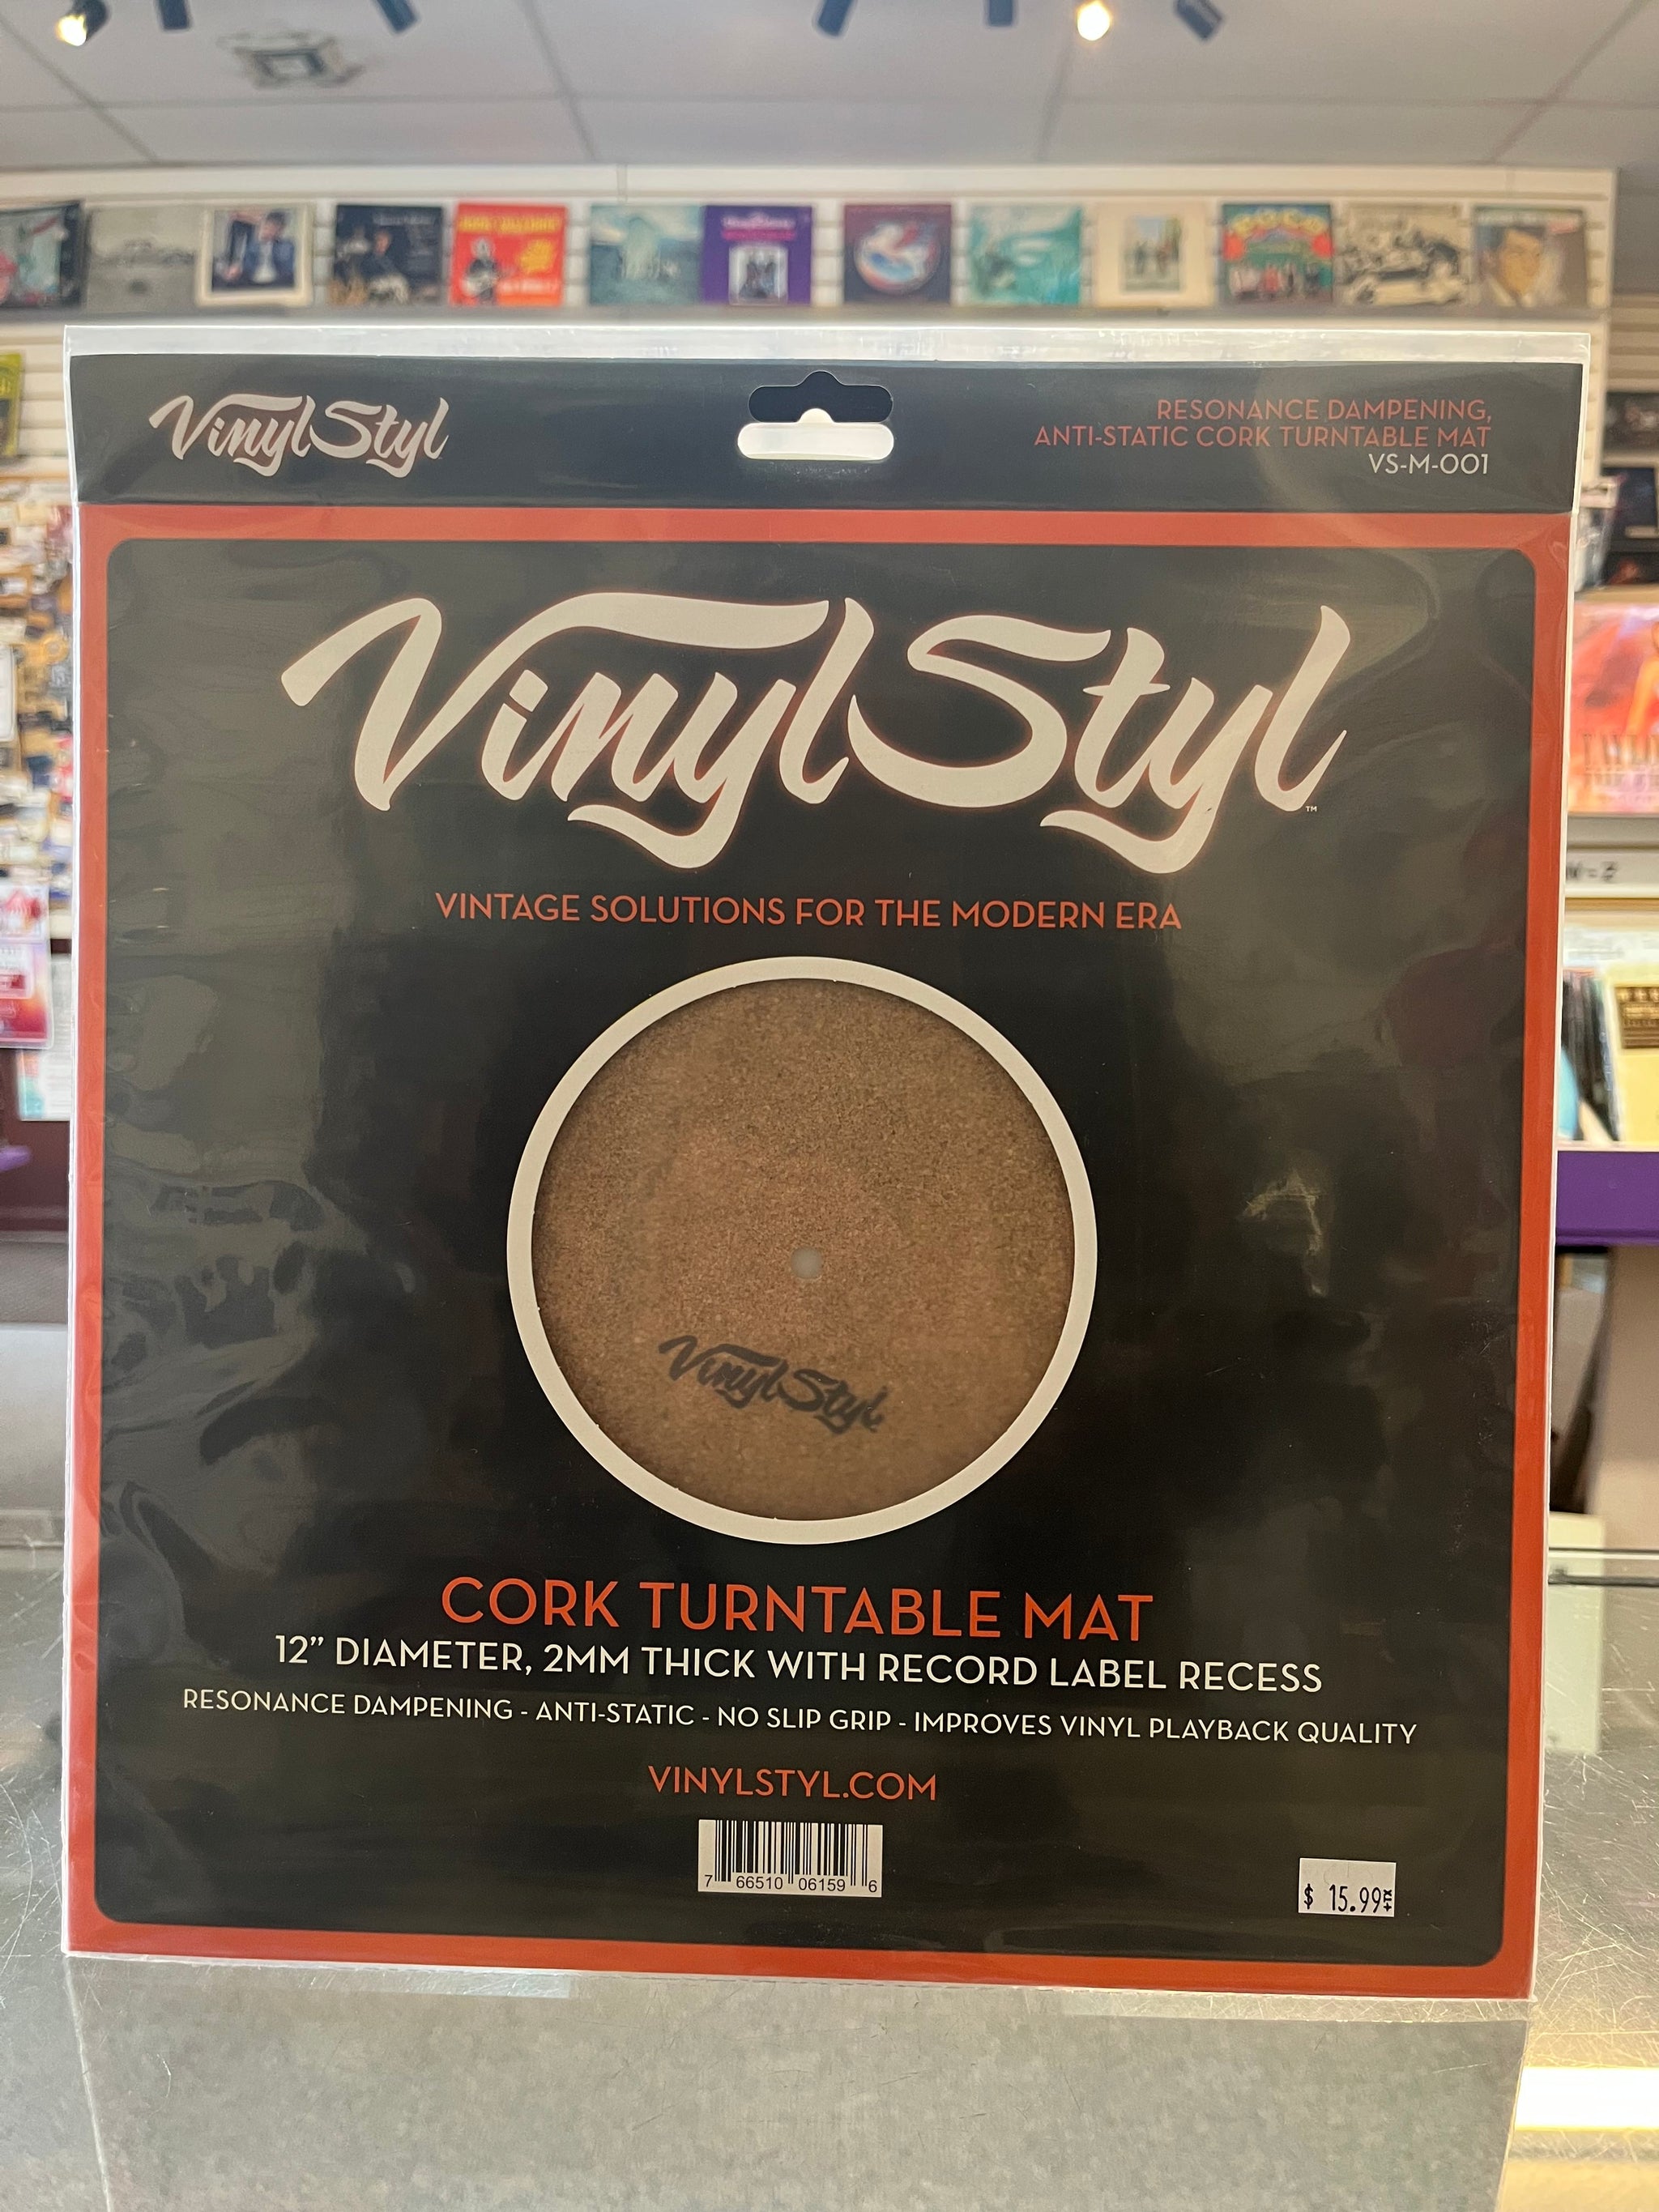 POCO
VinylStyl
RESONANCE DAMPENING,
ANTI-STATIC CORK TURNTABLE MAT
VS-M-001
VinylStyl™
VINTAGE SOLUTIONS FOR THE MODERN ERA
VinylStyl
CORK TURNTABLE MAT
12” DIAMETER, 2MM THICK WITH RECORD LABEL RECESS
RESONANCE DAMPENING - ANTI-STATIC - NO SLIP GRIP - IMPROVES VINYL PLAYBACK QUALITY
VINYLSTYL.COM
7 66510 06159 6
$ 15.99